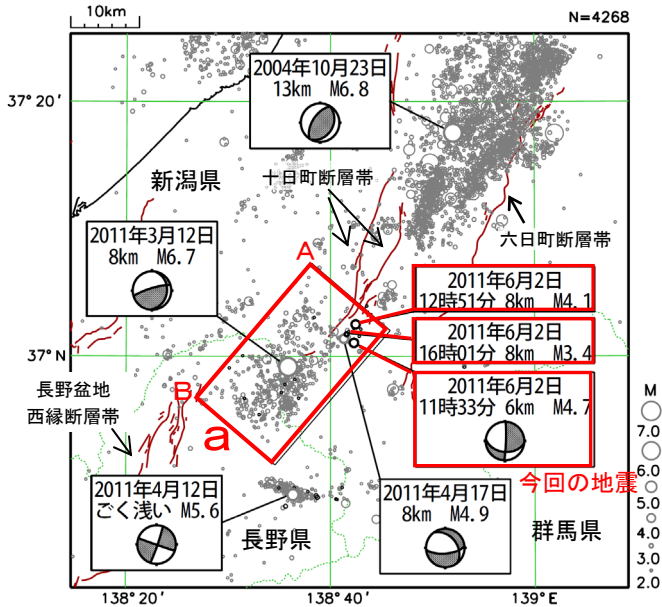 10km
N=4268
2004年10月23日
13km M6.8
37°20′
新潟県
十日町断層帯
六日町断層帯
2011年3月12日
8km M6.7
A
2011年6月2日
12時51分 8km M4.1
2011年6月2日
16時01分 8km M3.4
37°N
2011年6月2日
11時33分 6km M4.7
長野盆地
西縁断層帯
B
a
今回の地震
2011年4月12日
ごく浅い M5.6
長野県
2011年4月17日
8km M4.9
群馬県
M
7.0
6.0
5.0
4.0
3.0
2.0
138°20′
138°40′
139°E